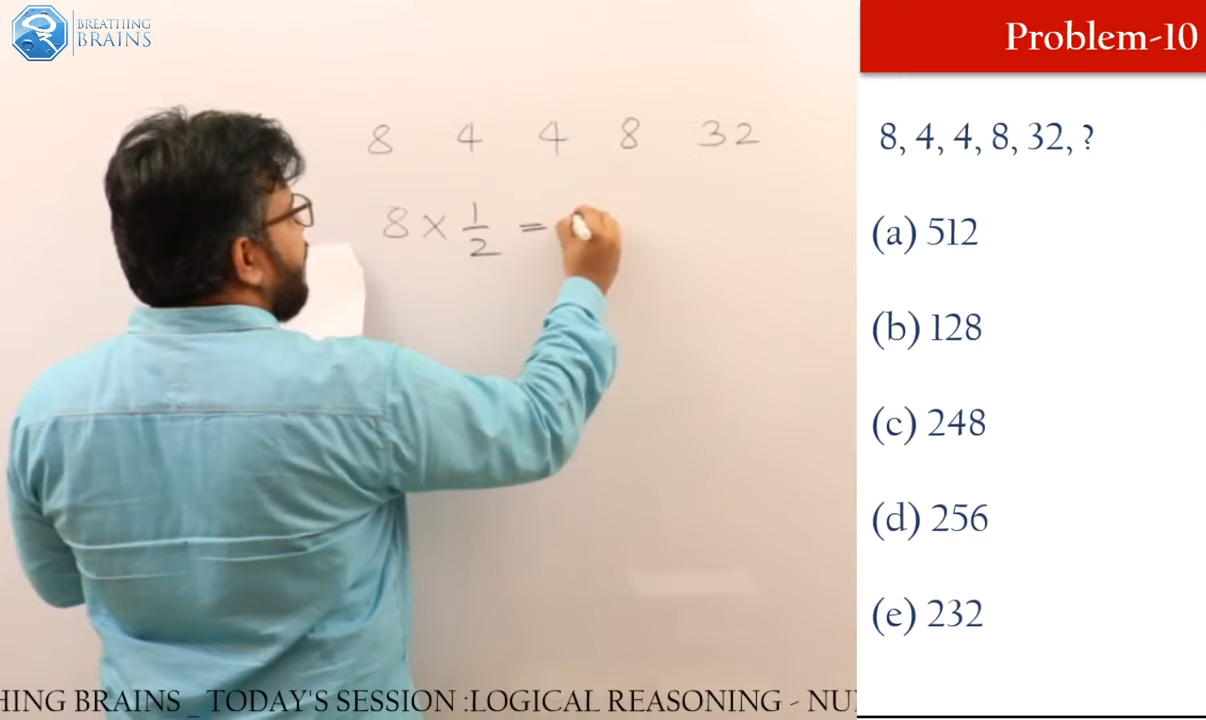 BREATHING
BRAINS
Problem-10
8 4 4 8 32
8 × 1/2 =
8, 4, 4, 8, 32, ?
(a) 512
(b) 128
(c) 248
(d) 256
(e) 232
HING BRAINS _ TODAY'S SESSION :LOGICAL REASONING - NU